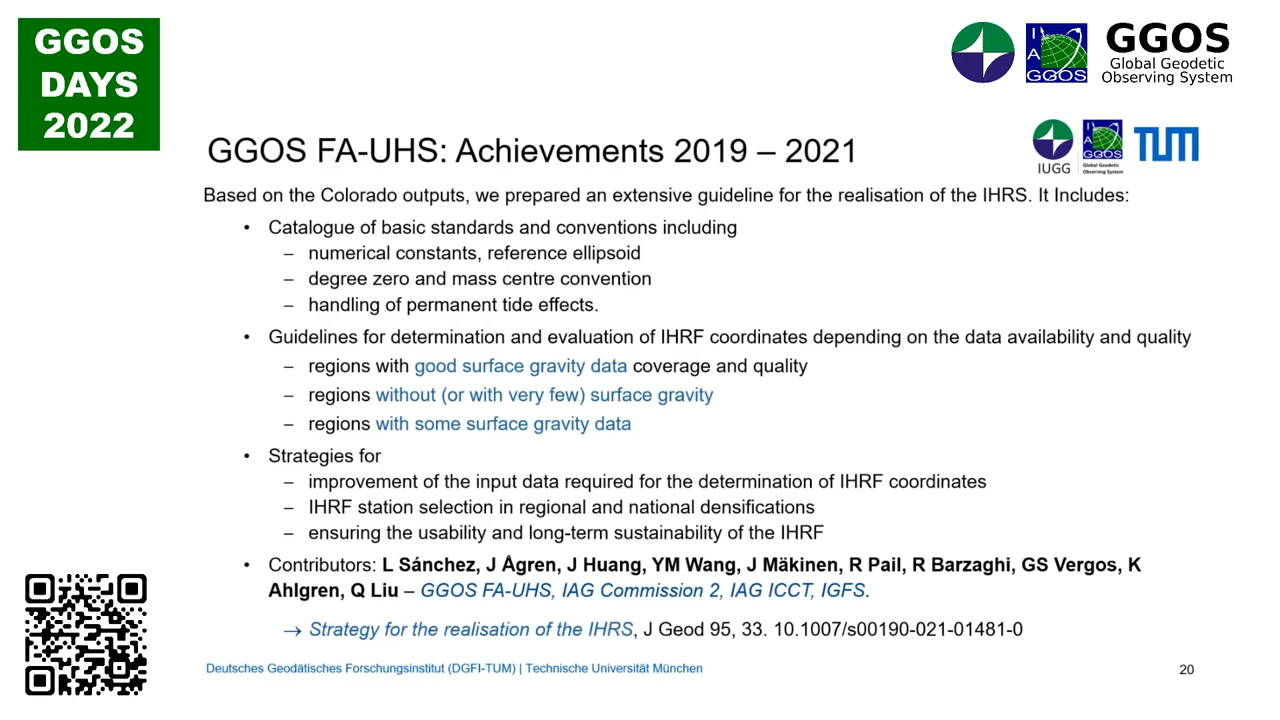 GGOS
DAYS
2022
GGOS
Global Geodetic
Observing System
I
A
GGOS
GGOS FA-UHS: Achievements 2019 – 2021
IUGG
I
A
GGOS
Global Geodetic
Observing System
TUM
Based on the Colorado outputs, we prepared an extensive guideline for the realisation of the IHRS. It Includes:
• Catalogue of basic standards and conventions including
– numerical constants, reference ellipsoid
– degree zero and mass centre convention
– handling of permanent tide effects.
• Guidelines for determination and evaluation of IHRF coordinates depending on the data availability and quality
– regions with good surface gravity data coverage and quality
– regions without (or with very few) surface gravity
– regions with some surface gravity data
• Strategies for
– improvement of the input data required for the determination of IHRF coordinates
– IHRF station selection in regional and national densifications
– ensuring the usability and long-term sustainability of the IHRF
• Contributors: L Sánchez, J Ågren, J Huang, YM Wang, J Mäkinen, R Pail, R Barzaghi, GS Vergos, K
Ahlgren, Q Liu – GGOS FA-UHS, IAG Commission 2, IAG ICCT, IGFS.
→ Strategy for the realisation of the IHRS, J Geod 95, 33. 10.1007/s00190-021-01481-0
Deutsches Geodätisches Forschungsinstitut (DGFI-TUM) | Technische Universität München
20